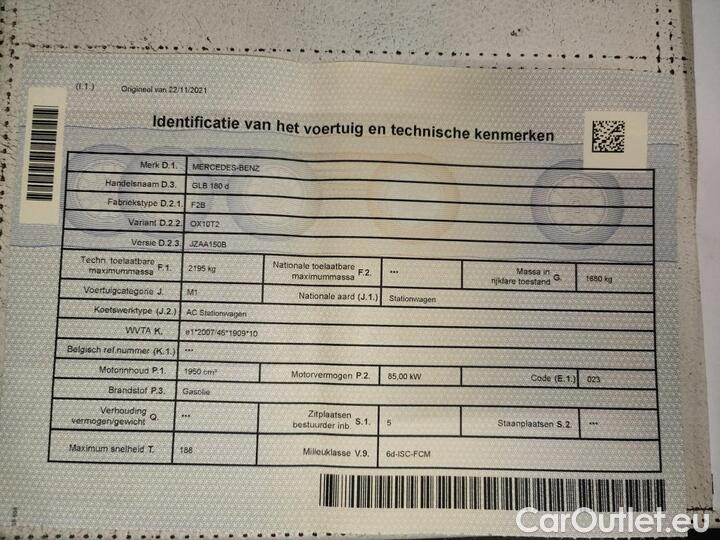 (I.1.) Origineel van 22/11/2021
Identificatie van het voertuig en technische kenmerken
Merk D.1. MERCEDES-BENZ
Handelsnaam D.3. GLB 180 d
Fabriekstype D.2.1. F2B
Variant D.2.2. OX10T2
Versie D.2.3. JZAA150B
Techn. toelaatbare maximummassa F.1. 2195 kg Nationale toelaatbare maximummassa F.2. *** Massa in rijklare toestand G. 1680 kg
Voertuigcategorie J. M1 Nationale aard (J.1.) Stationwagen
Koetswerktype (J.2.) AC Stationwagen
WVTA K. e1*2007/46*1909*10
Belgisch ref.nummer (K.1.) ***
Motorinhoud P.1. 1950 cm³ Motorvermogen P.2. 85,00 kW Code (E.1.) 023
Brandstof P.3. Gasolie
Verhouding vermogen/gewicht Q. *** Zitplaatsen bestuurder inb. S.1. 5 Staanplaatsen S.2. ***
Maximum snelheid T. 188 Milieuklasse V.9. 6d-ISC-FCM
CarOutlet.eu